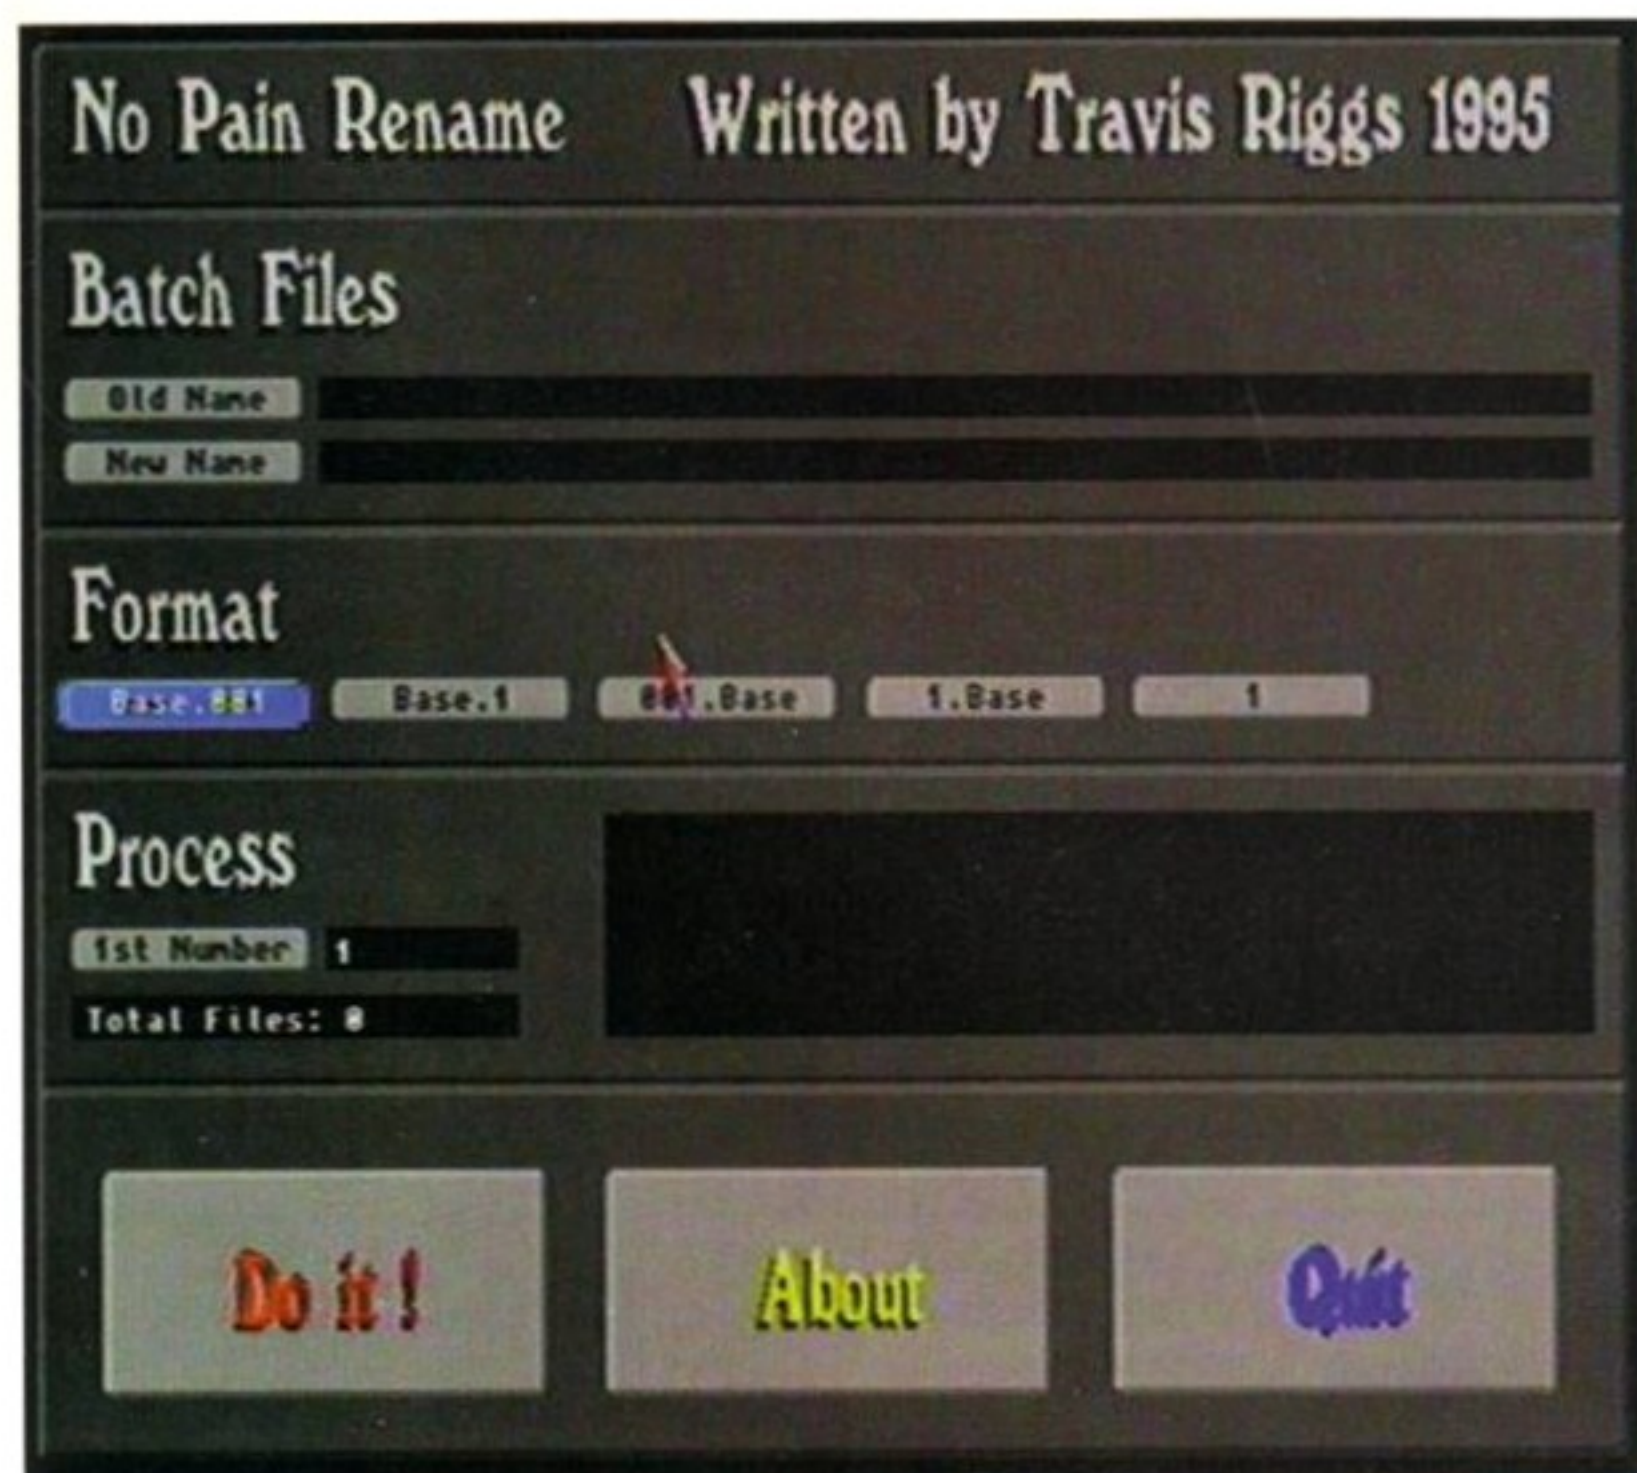 No Pain Rename Written by Travis Riggs 1995
Batch Files
Old Name
New Name
Format
Base.001 Base.1 001.Base 1.Base 1
Process
1st Number 1
Total Files: 0
Do it! About Quit